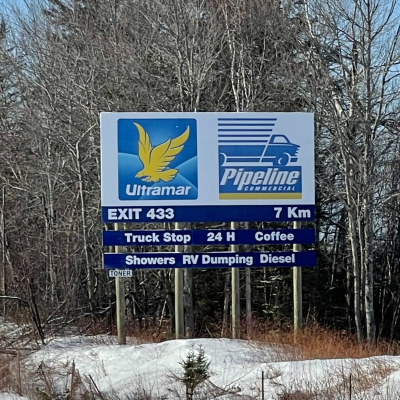 Ultramar
Pipeline
COMMERCIAL
EXIT 433 7 Km
Truck Stop 24 H Coffee
Showers RV Dumping Diesel
TONER